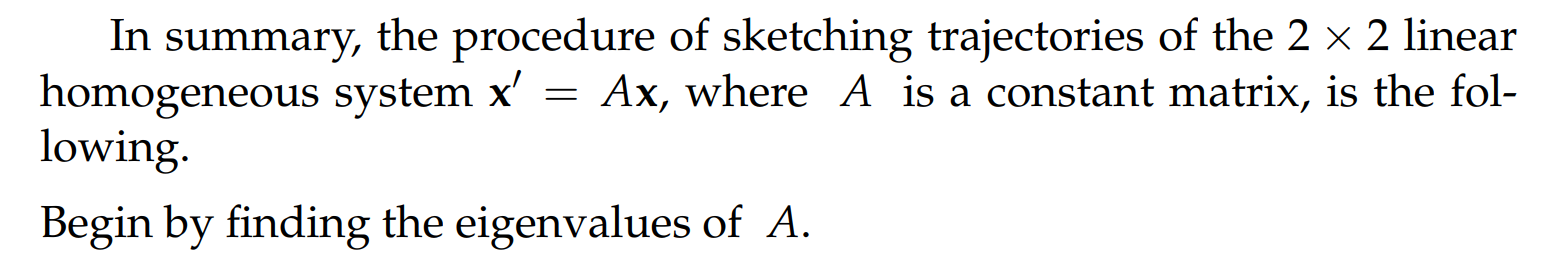 In summary, the procedure of sketching trajectories of the 2 × 2 linear
homogeneous system x′ = Ax, where A is a constant matrix, is the fol-
lowing.
Begin by finding the eigenvalues of A.